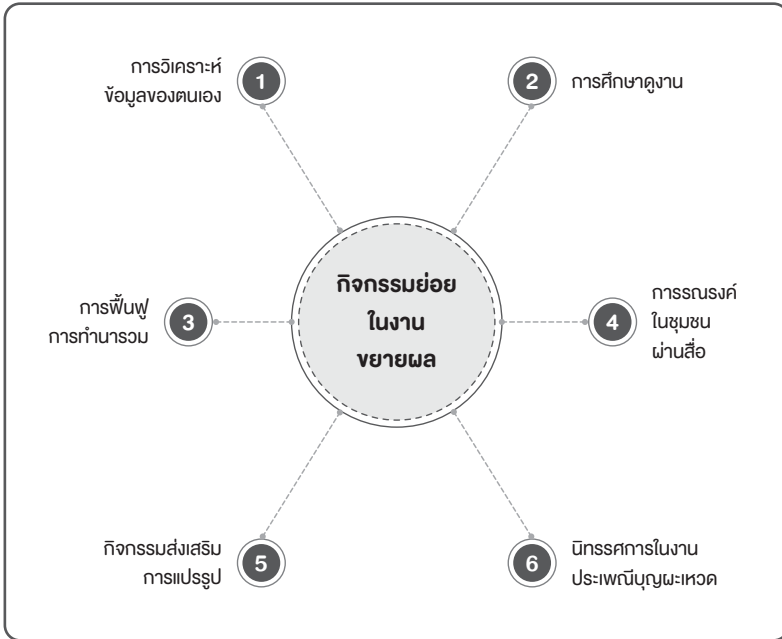 การวิเคราะห์
ข้อมูลของตนเอง
1
2
การศึกษาดูงาน
กิจกรรมย่อย
ในงาน
ขยายผล
การฟื้นฟู
การทำนารวม
3
4
การรณรงค์
ในชุมชน
ผ่านสื่อ
กิจกรรมส่งเสริม
การแปรรูป
5
6
นิทรรศการในงาน
ประเพณีบุญผะเหวด